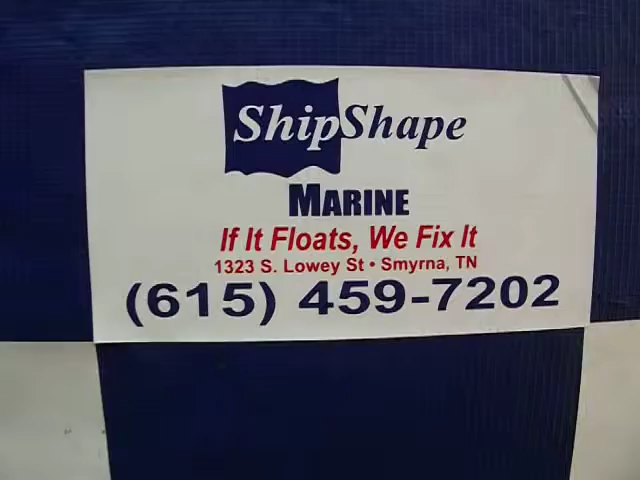 ShipShape
MARINE
If It Floats, We Fix It
1323 S. Lowey St • Smyrna, TN
(615) 459-7202